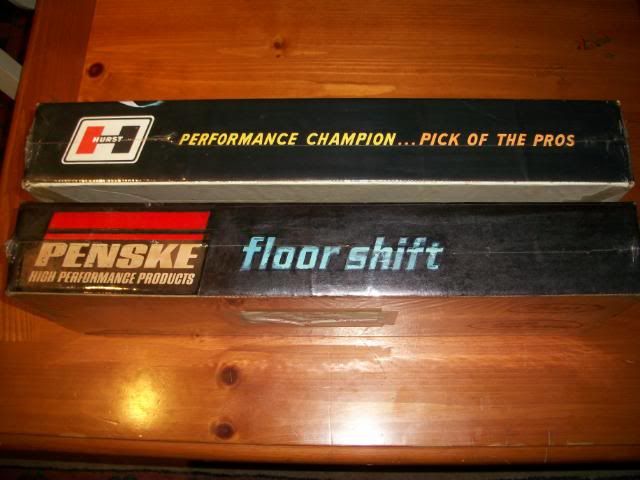 HURST
PERFORMANCE CHAMPION... PICK OF THE PROS
PENSKE
HIGH PERFORMANCE PRODUCTS
floor shift